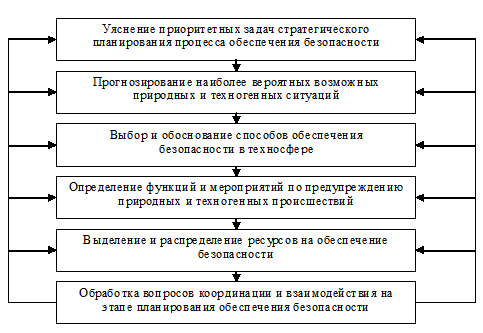 Уяснение приоритетных задач стратегического
планирования процесса обеспечения безопасности
Прогнозирование наиболее вероятных возможных
природных и техногенных ситуаций
Выбор и обоснование способов обеспечения
безопасности в техносфере
Определение функций и мероприятий по предупреждению
природных и техногенных происшествий
Выделение и распределение ресурсов на обеспечение
безопасности
Обработка вопросов координации и взаимодействия на
этапе планирования обеспечения безопасности